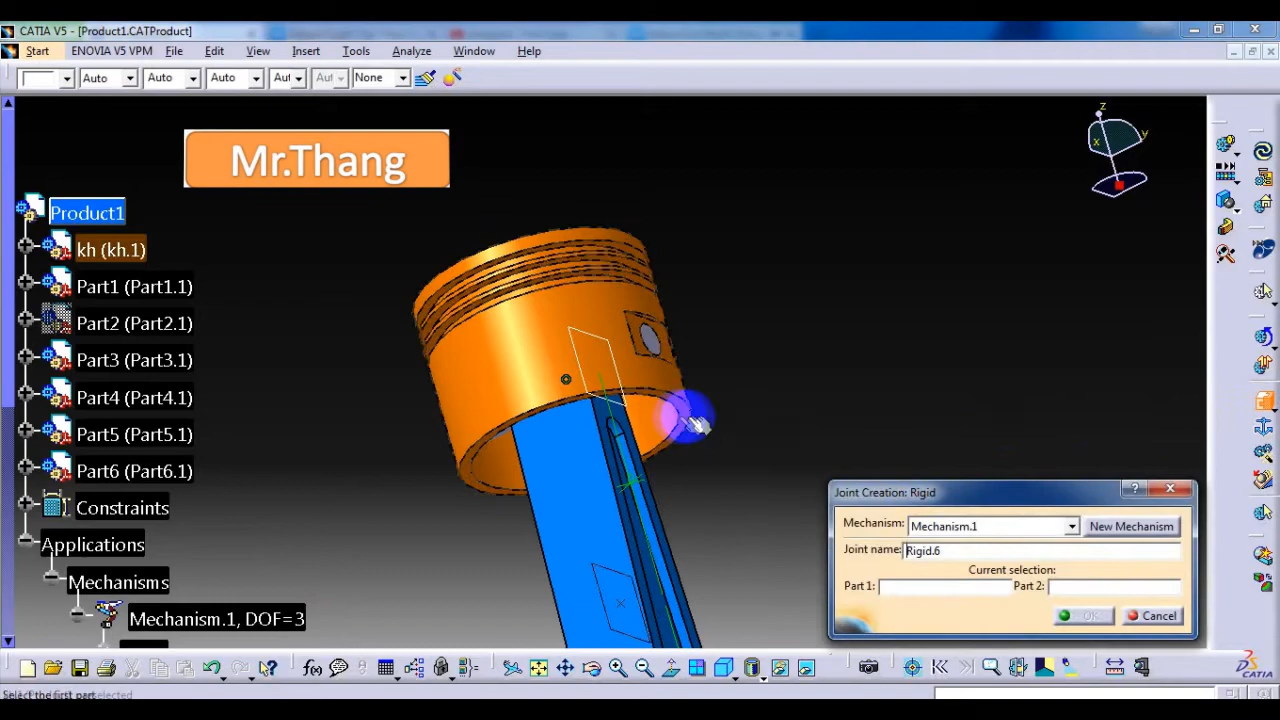 CATIA V5 - [Product1.CATProduct]
Start ENOVIA V5 VPM File Edit View Insert Tools Analyze Window Help
Auto Auto Auto Aut Aut None
Mr.Thang
z
y
x
Product1
kh (kh.1)
Part1 (Part1.1)
Part2 (Part2.1)
Part3 (Part3.1)
Part4 (Part4.1)
Part5 (Part5.1)
Part6 (Part6.1)
Constraints
Applications
Mechanisms
Mechanism.1, DOF=3
Joint Creation: Rigid
Mechanism: Mechanism.1 New Mechanism
Joint name: Rigid.6
Current selection:
Part 1: Part 2:
OK Cancel
f(x)
CATIA
Select the first part